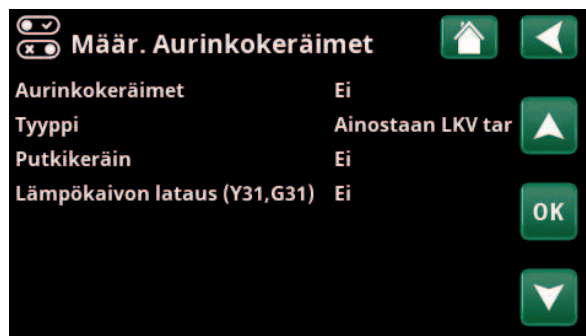 Määr. Aurinkokeräimet
Aurinkokeräimet Ei
Tyyppi Ainostaan LKV tar
Putkikeräin Ei
Lämpökaivon lataus (Y31,G31) Ei
OK